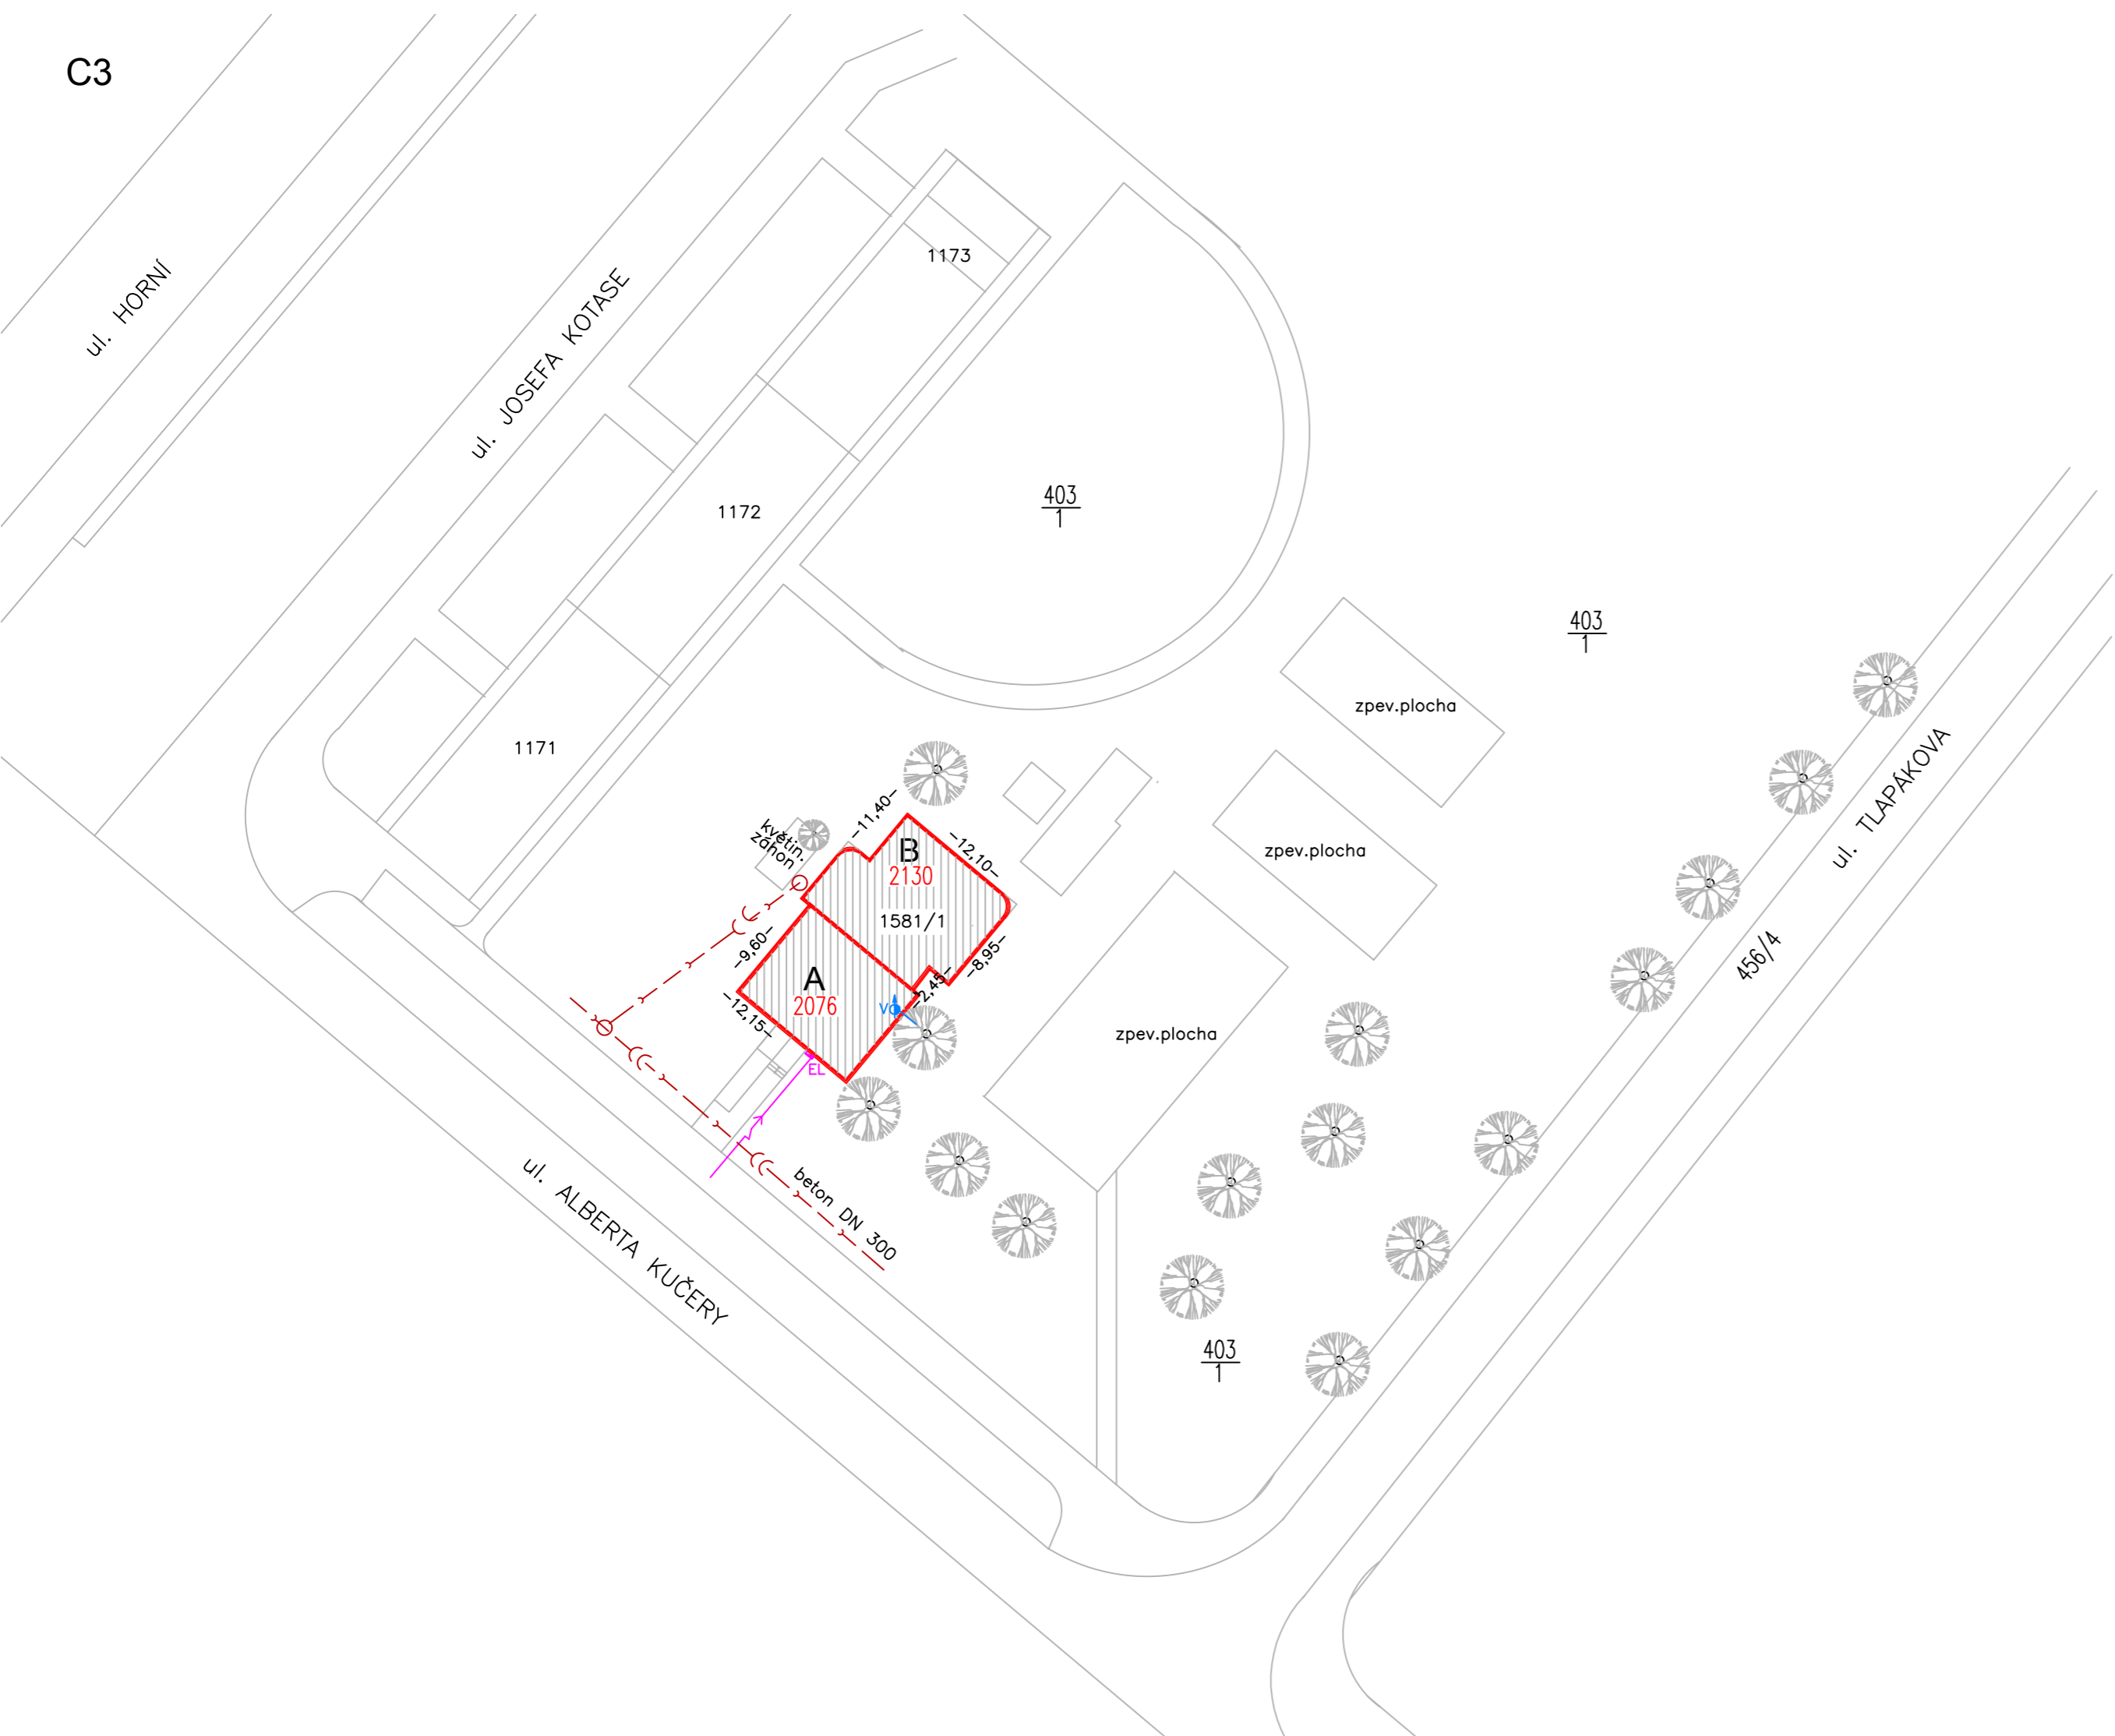 C3
ul. HORNÍ
ul. JOSEFA KOTASE
1173
1172
1171
403
1
403
1
zpev.plocha
zpev.plocha
zpev.plocha
ul. TLAPÁKOVA
456/4
květin.
záhon
-11,40-
-12,10-
B
2130
1581/1
-9,60-
-8,95-
-2,45-
A
2076
-12,15-
EL
beton DN 300
ul. ALBERTA KUČERY
403
1